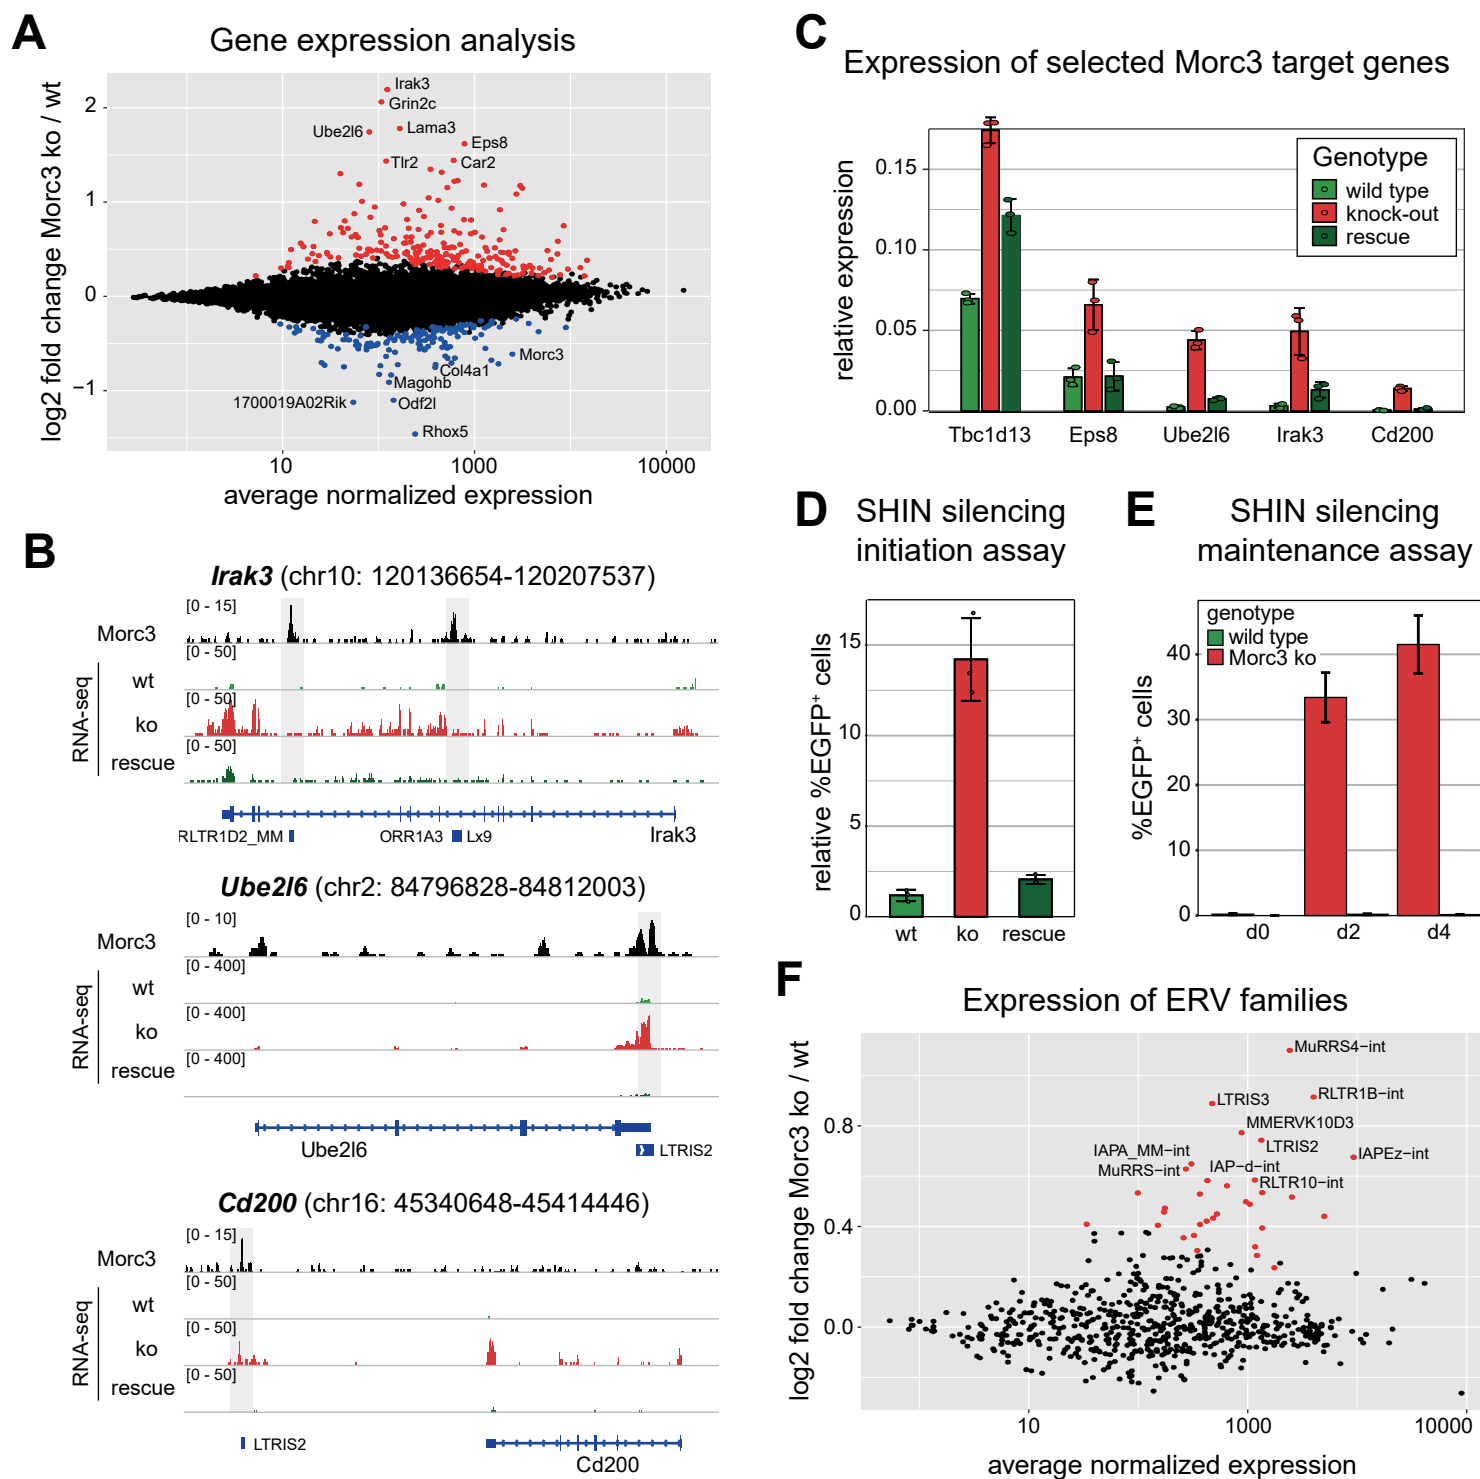 A
Gene expression analysis
log2 fold change Morc3 ko / wt
2
1
0
−1
Irak3
Grin2c
Ube2l6
Lama3
Eps8
Tlr2
Car2
Morc3
Col4a1
Magohb
1700019A02Rik
Odf2l
Rhox5
10
1000
10000
average normalized expression
B
Irak3 (chr10: 120136654-120207537)
[0 - 15]
Morc3
[0 - 50]
wt
[0 - 50]
RNA-seq
ko
[0 - 50]
rescue
RLTR1D2_MM
ORR1A3
Lx9
Irak3
Ube2l6 (chr2: 84796828-84812003)
[0 - 10]
Morc3
[0 - 400]
wt
[0 - 400]
RNA-seq
ko
[0 - 400]
rescue
Ube2l6
LTRIS2
Cd200 (chr16: 45340648-45414446)
[0 - 15]
Morc3
[0 - 50]
wt
[0 - 50]
RNA-seq
ko
[0 - 50]
rescue
LTRIS2
Cd200
C
Expression of selected Morc3 target genes
relative expression
0.15
0.10
0.05
0.00
Genotype
wild type
knock-out
rescue
Tbc1d13
Eps8
Ube2l6
Irak3
Cd200
D
SHIN silencing
initiation assay
relative %EGFP⁺ cells
15
10
5
0
wt
ko
rescue
E
SHIN silencing
maintenance assay
%EGFP⁺ cells
genotype
wild type
Morc3 ko
40
30
20
10
0
d0
d2
d4
F
Expression of ERV families
log2 fold change Morc3 ko / wt
0.8
0.4
0.0
MuRRS4−int
RLTR1B−int
LTRIS3
MMERVK10D3
LTRIS2
IAPEz−int
IAPA_MM−int
MuRRS−int
IAP−d−int
RLTR10−int
10
1000
10000
average normalized expression